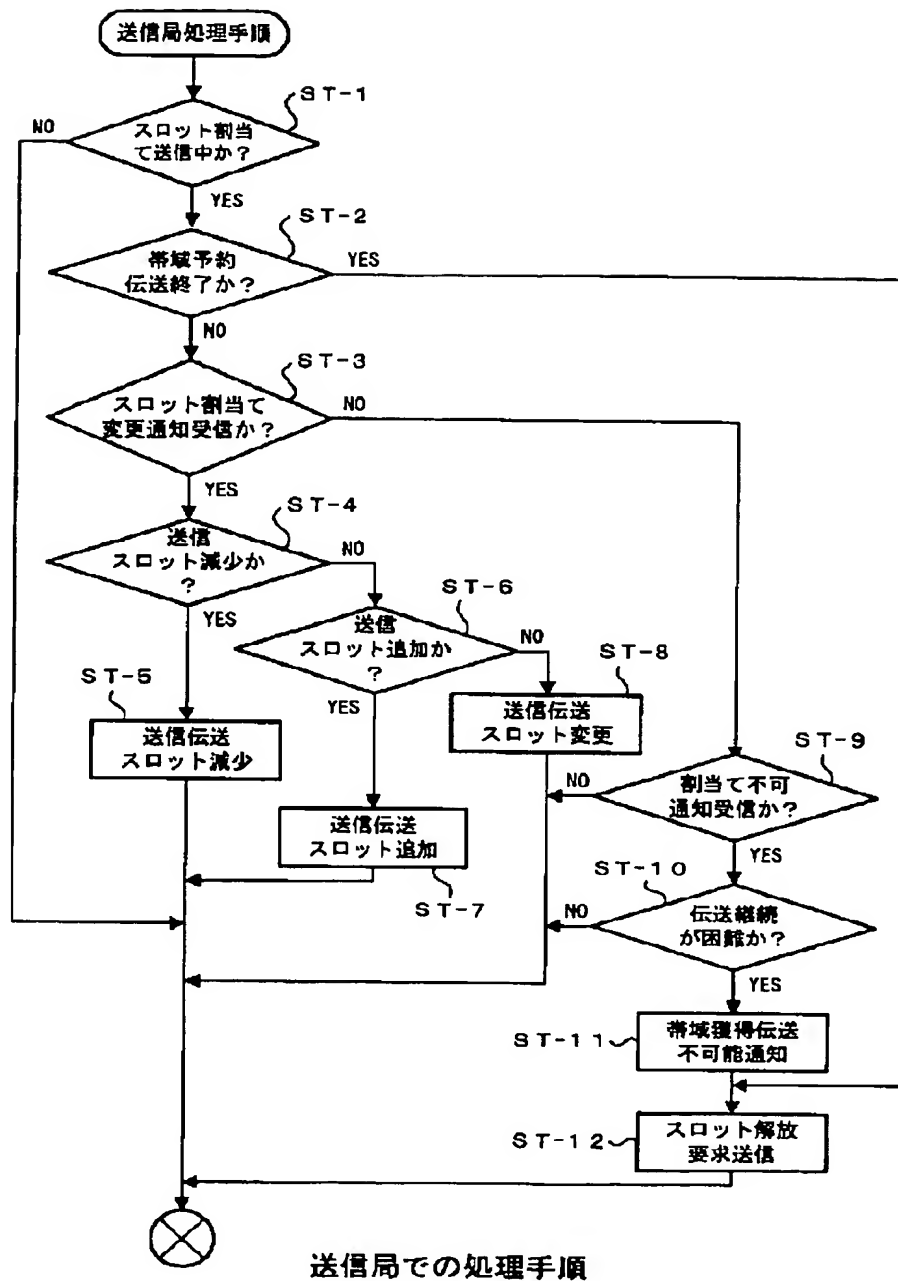 送信局処理手順
ST-1
NO
スロット割当
て送信中か?
YES
ST-2
帯域予約
伝送終了か?
YES
NO
ST-3
スロット割当て
変更通知受信か?
NO
YES
ST-4
送信
スロット減少か
?
NO
YES
ST-6
送信
スロット追加か
?
NO
YES
ST-5
送信伝送
スロット減少
ST-8
送信伝送
スロット変更
ST-9
割当て不可
通知受信か?
NO
YES
送信伝送
スロット追加
ST-7
ST-10
伝送継続
が困難か?
NO
YES
ST-11
帯域獲得伝送
不可能通知
ST-12
スロット解放
要求送信
送信局での処理手順